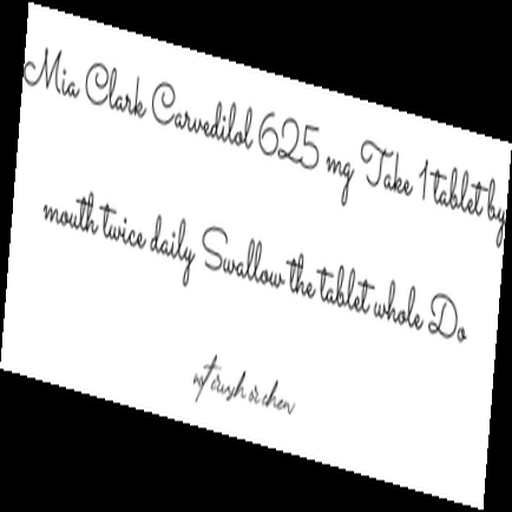 Mia Clark Carvedilol 625 mg Take 1 tablet by
mouth twice daily Swallow the tablet whole Do
not crush or chew